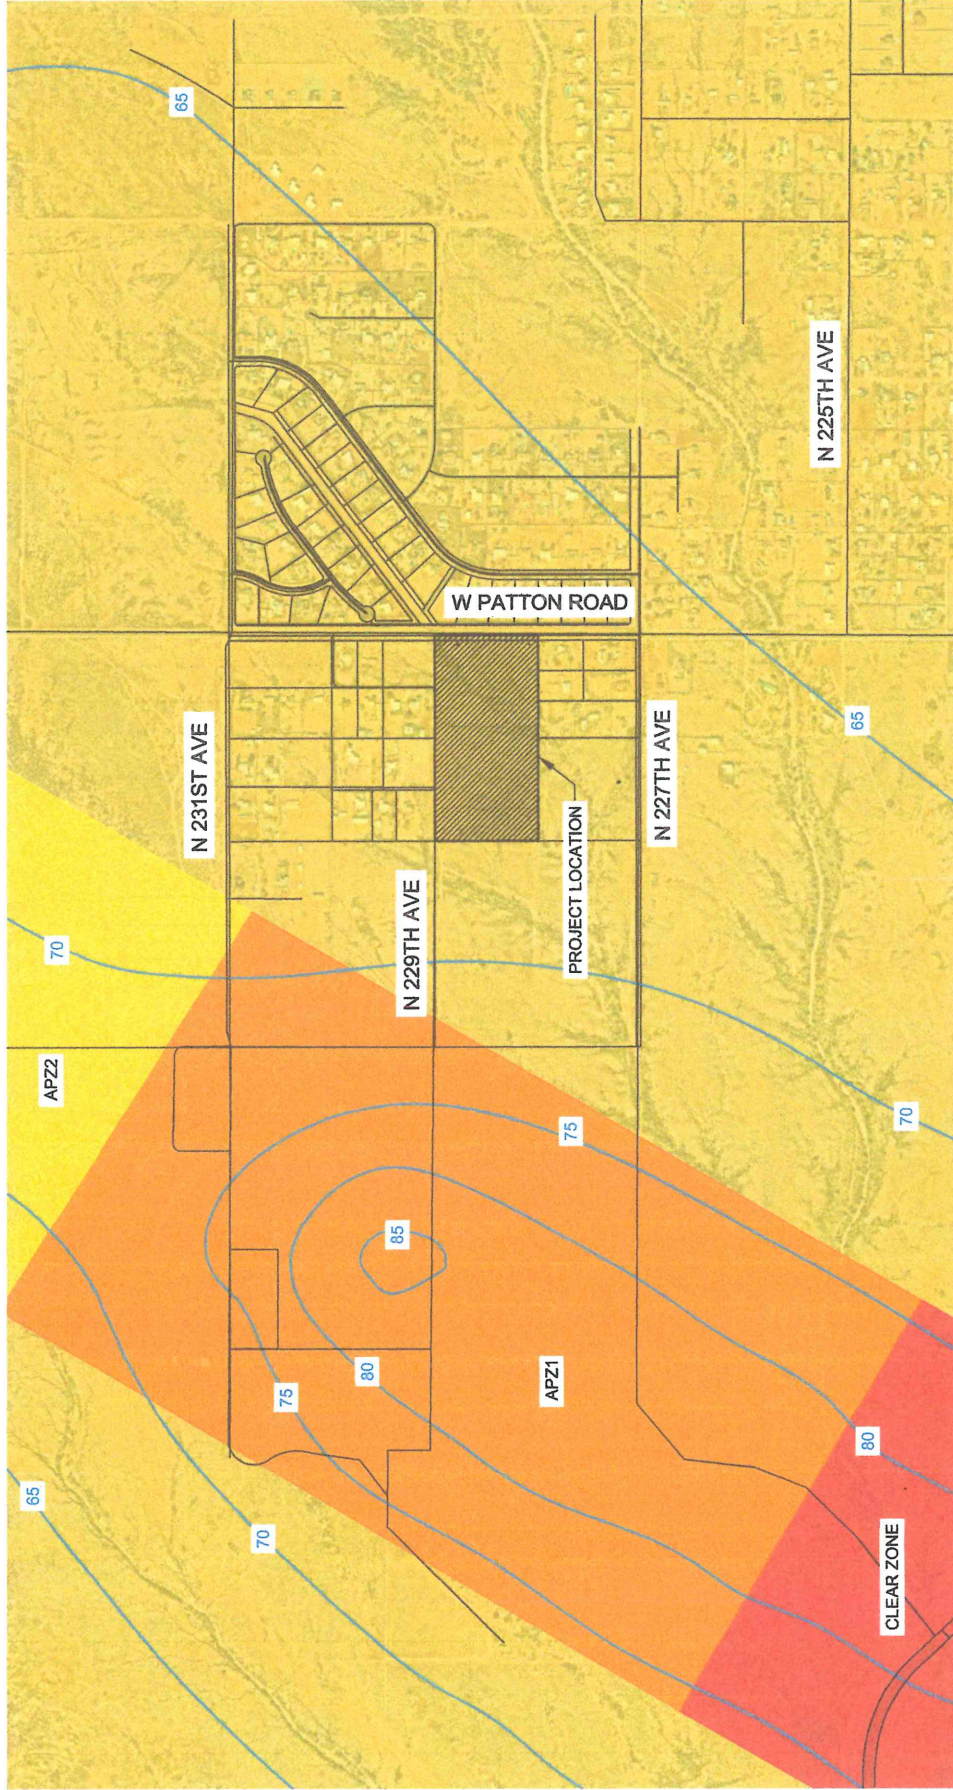 65
N 225TH AVE
W PATTON ROAD
65
N 231ST AVE
N 227TH AVE
PROJECT LOCATION
N 229TH AVE
70
APZ2
70
75
85
APZ1
80
75
80
65
70
CLEAR ZONE